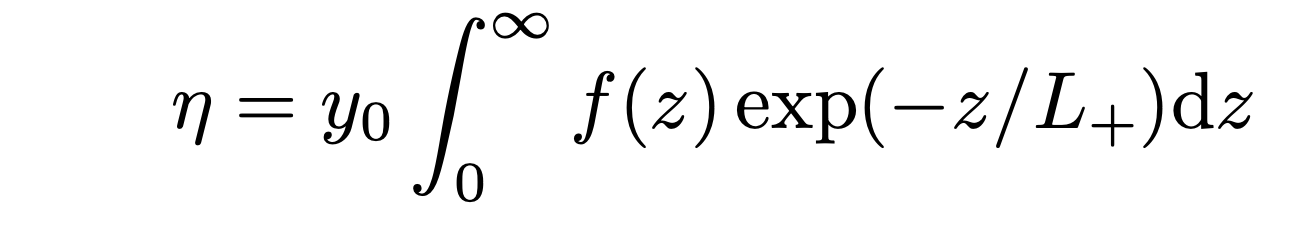 η = y₀ ∫₀^∞ f(z) exp(−z/L₊)dz